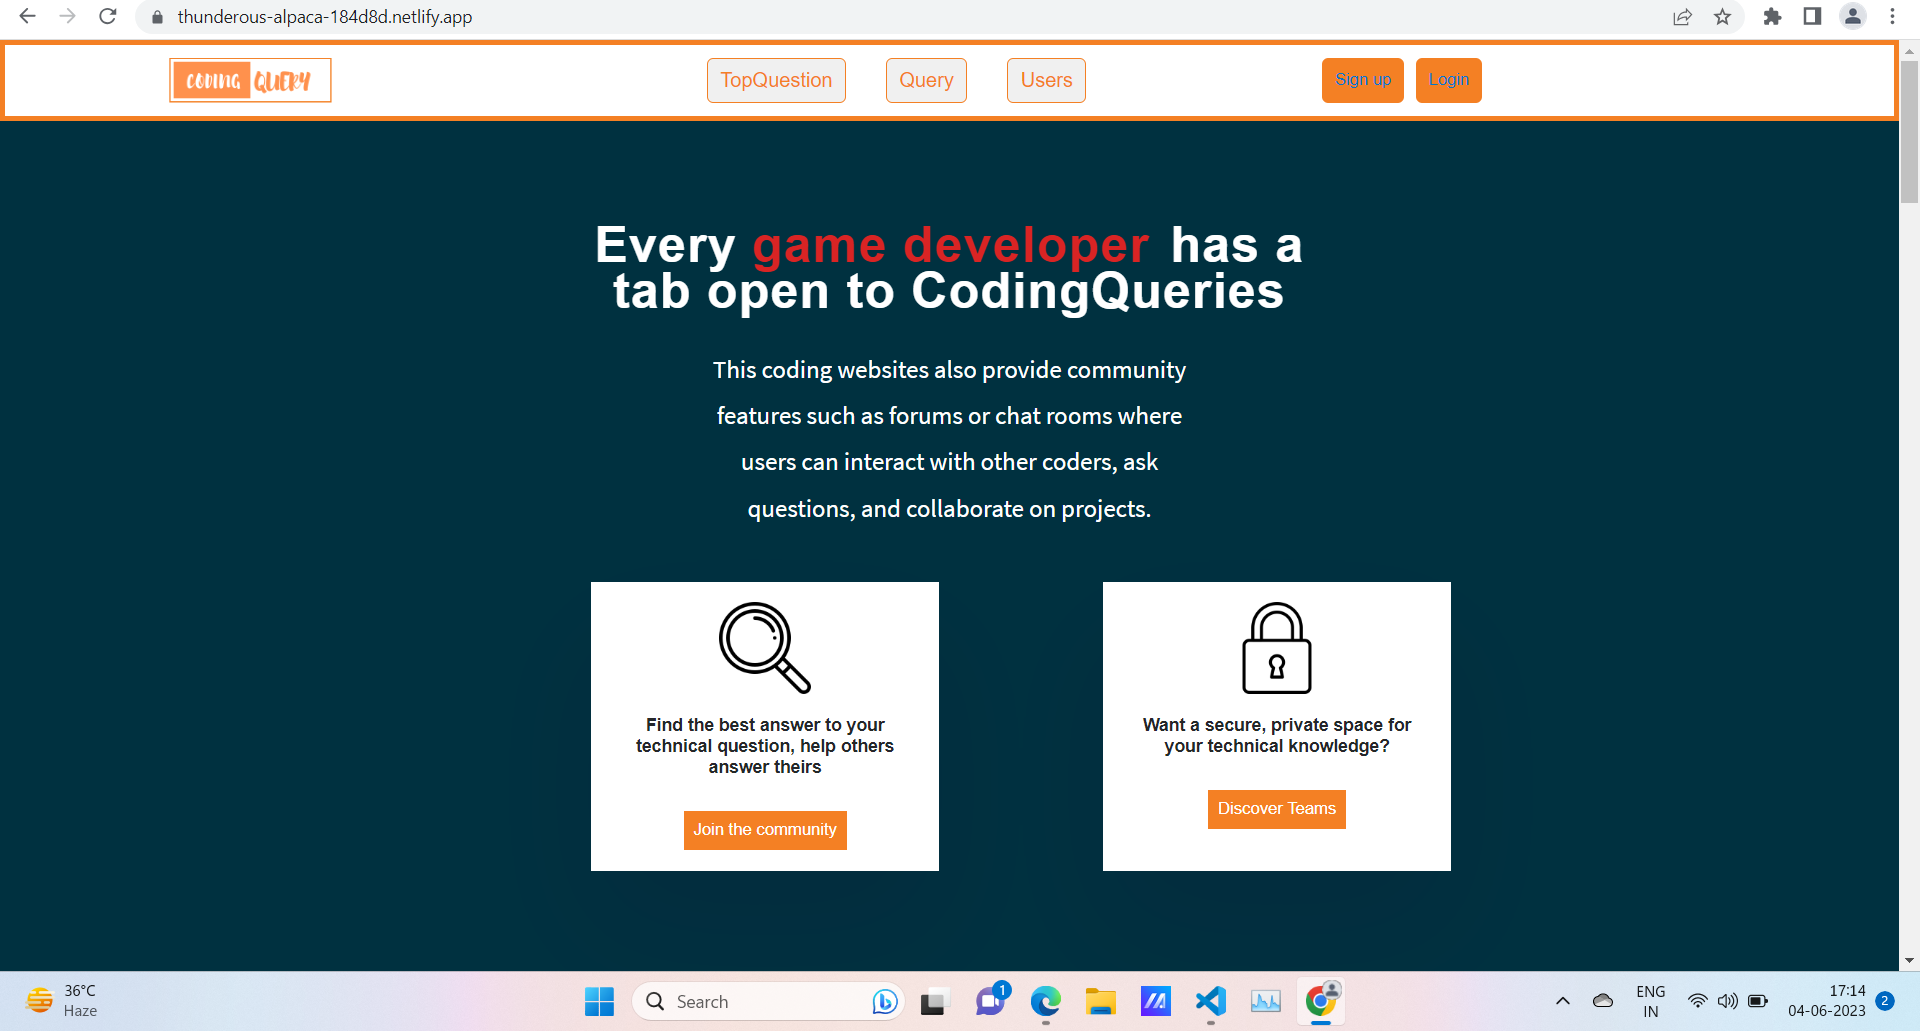 thunderous-alpaca-184d8d.netlify.app
CODING QUERY
TopQuestion
Query
Users
Sign up
Login
Every game developer has a
tab open to CodingQueries
This coding websites also provide community
features such as forums or chat rooms where
users can interact with other coders, ask
questions, and collaborate on projects.
Find the best answer to your
technical question, help others
answer theirs
Join the community
Want a secure, private space for
your technical knowledge?
Discover Teams
36°C
Haze
Search
1
ENG
IN
17:14
04-06-2023
2